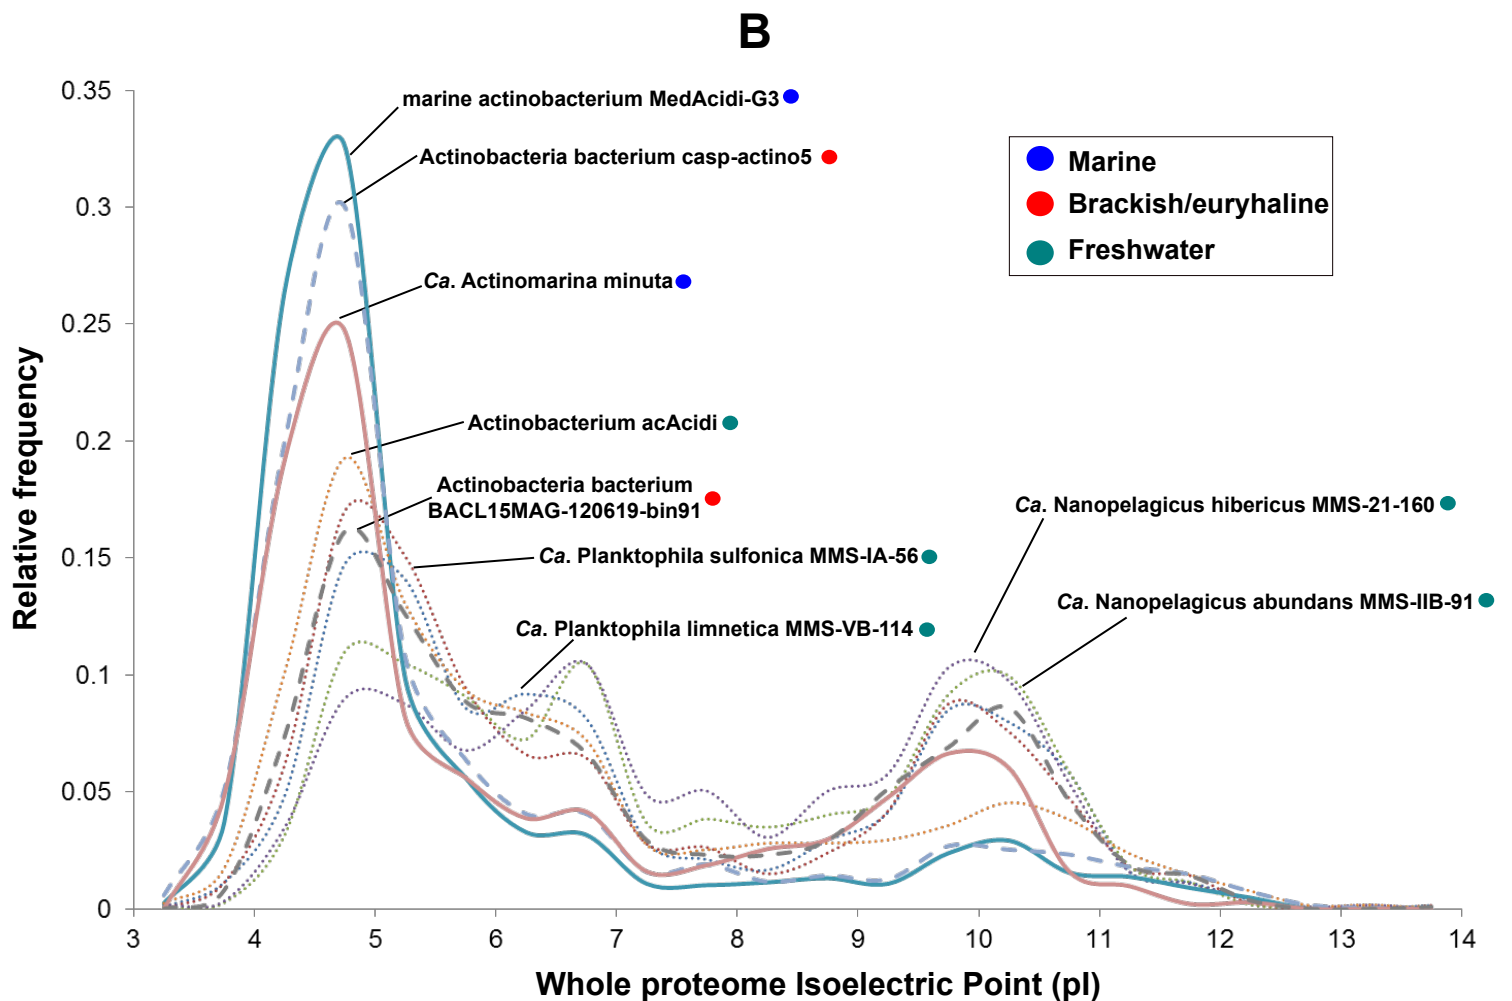 B
0.35
0.3
0.25
0.2
0.15
0.1
0.05
0
Relative frequency
marine actinobacterium MedAcidi-G3
Actinobacteria bacterium casp-actino5
Ca. Actinomarina minuta
Actinobacterium acAcidi
Actinobacteria bacterium
BACL15MAG-120619-bin91
Ca. Planktophila sulfonica MMS-IA-56
Ca. Planktophila limnetica MMS-VB-114
Ca. Nanopelagicus hibericus MMS-21-160
Ca. Nanopelagicus abundans MMS-IIB-91
Marine
Brackish/euryhaline
Freshwater
3 4 5 6 7 8 9 10 11 12 13 14
Whole proteome Isoelectric Point (pI)